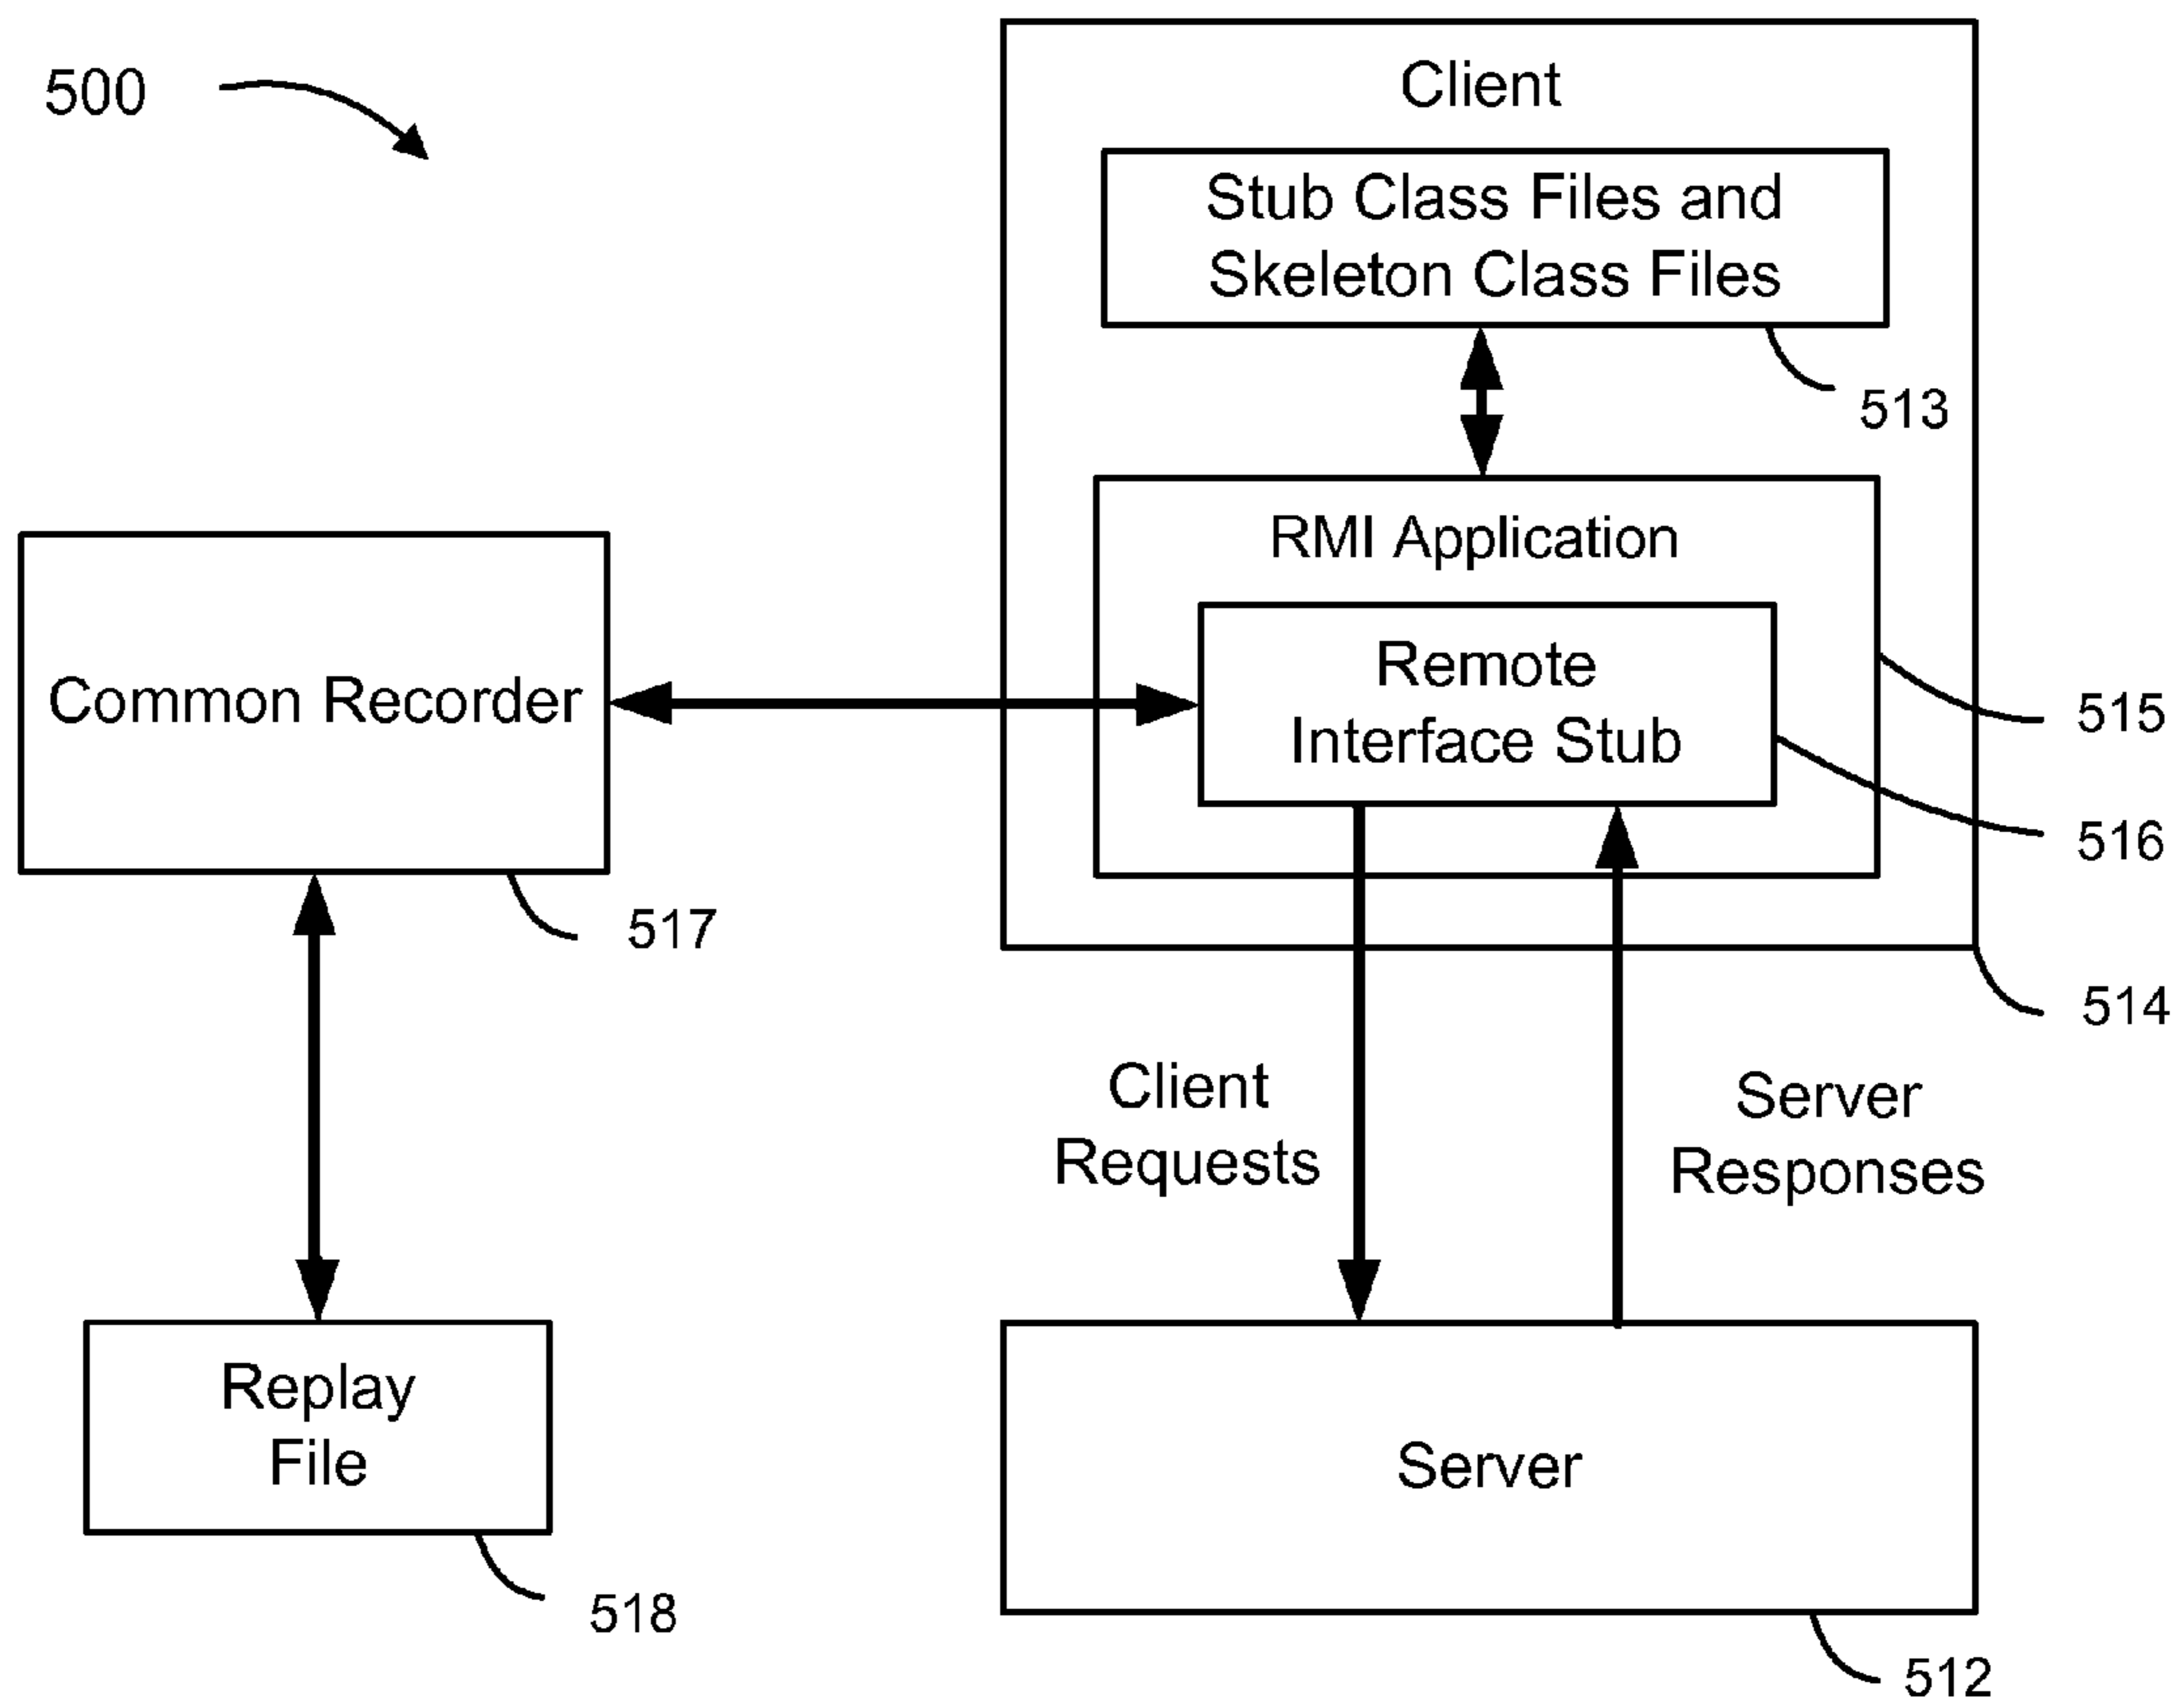 500
Client
Stub Class Files and
Skeleton Class Files
513
RMI Application
Remote
Interface Stub
515
516
Common Recorder
517
514
Client
Requests
Server
Responses
Replay
File
518
Server
512